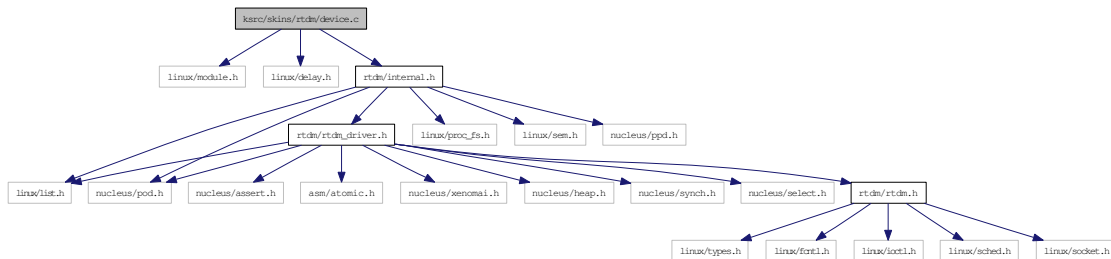 ksrc/skins/rtdm/device.c
linux/module.h
linux/delay.h
rtdm/internal.h
rtdm/rtdm_driver.h
linux/proc_fs.h
linux/sem.h
nucleus/ppd.h
linux/list.h
nucleus/pod.h
nucleus/assert.h
asm/atomic.h
nucleus/xenomai.h
nucleus/heap.h
nucleus/synch.h
nucleus/select.h
rtdm/rtdm.h
linux/types.h
linux/fcntl.h
linux/ioctl.h
linux/sched.h
linux/socket.h